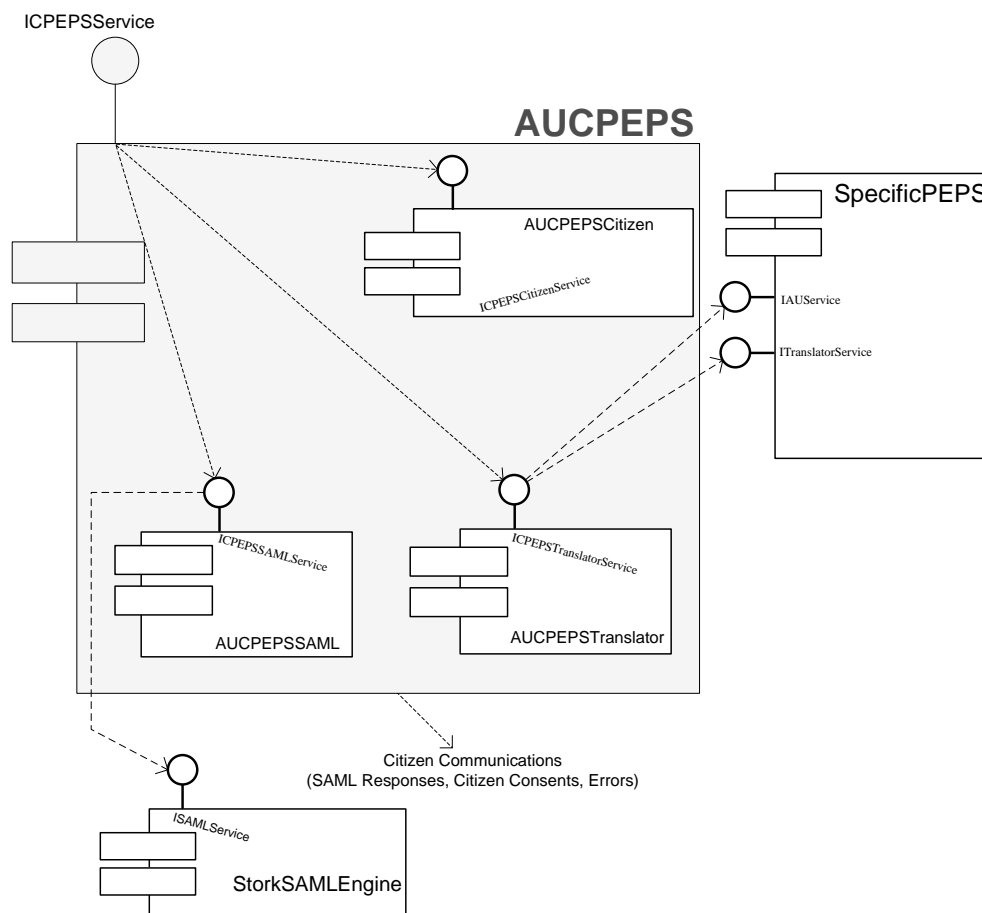 ICPEPSService
AUCPEPS
SpecificPEPS
AUCPEPSCitizen
ICPEPSCitizenService
IAUService
ITranslatorService
ICPEPSSAMLService
AUCPEPSSAML
ICPEPSTranslatorService
AUCPEPSTranslator
Citizen Communications
(SAML Responses, Citizen Consents, Errors)
ISAMLService
StorkSAMLEngine